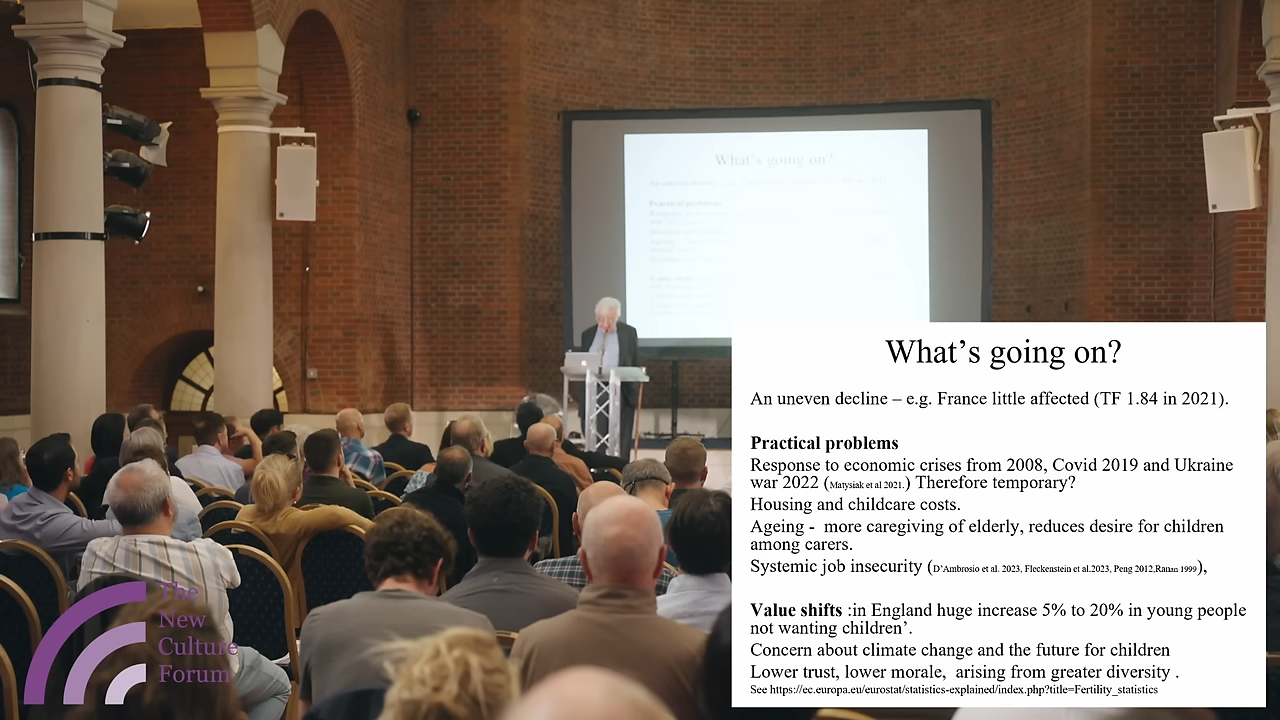 What's going on?
Practical problems
What's going on?
An uneven decline – e.g. France little affected (TF 1.84 in 2021).
Practical problems
Response to economic crises from 2008, Covid 2019 and Ukraine
war 2022 (Matysiak et al 2021.) Therefore temporary?
Housing and childcare costs.
Ageing - more caregiving of elderly, reduces desire for children
among carers.
Systemic job insecurity (D'Ambrosio et al. 2023, Fleckenstein et al.2023, Peng 2012,Ranan 1999),
Value shifts :in England huge increase 5% to 20% in young people
not wanting children'.
Concern about climate change and the future for children
Lower trust, lower morale, arising from greater diversity .
See https://ec.europa.eu/eurostat/statistics-explained/index.php?title=Fertility_statistics
The
New
Culture
Forum